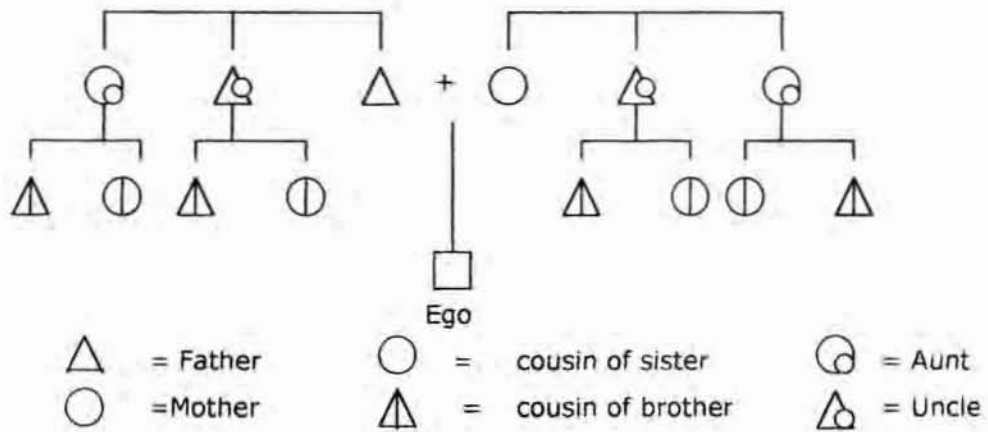 +
Ego
= Father = cousin of sister = Aunt
=Mother = cousin of brother = Uncle